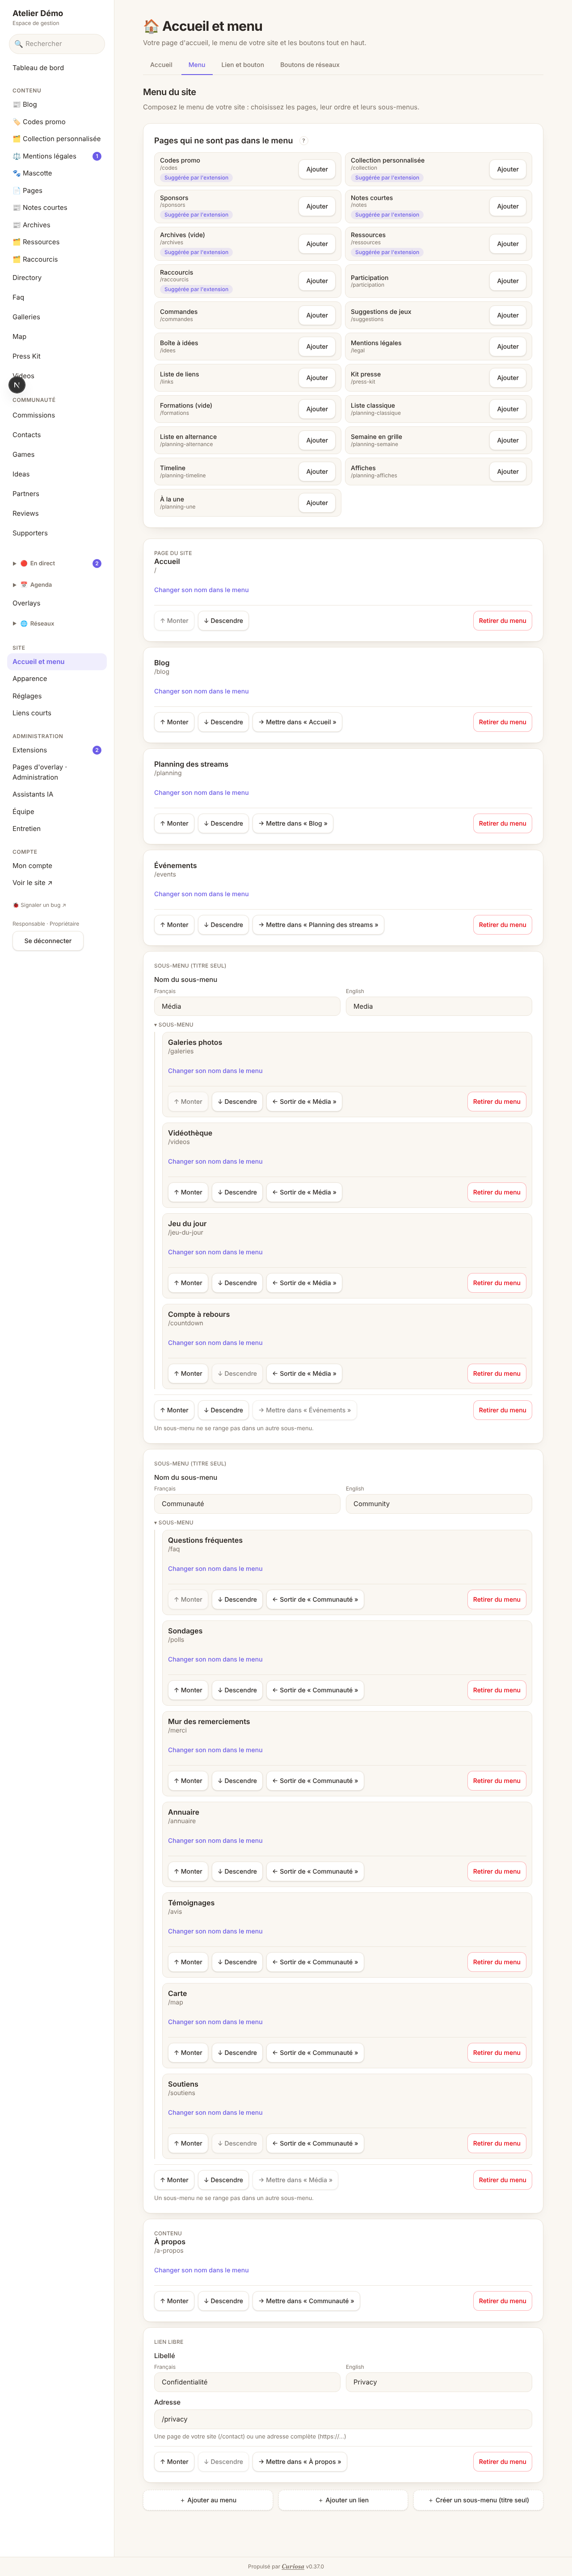 Atelier Démo
Espace de gestion
🔍 Rechercher
Tableau de bord
CONTENU
📰 Blog
🏷️ Codes promo
🗂️ Collection personnalisée
⚖️ Mentions légales 1
🐾 Mascotte
📄 Pages
📰 Notes courtes
📰 Archives
🗂️ Ressources
🗂️ Raccourcis
Directory
Faq
Galleries
Map
Press Kit
Videos
N
COMMUNAUTÉ
Commissions
Contacts
Games
Ideas
Partners
Reviews
Supporters
▶ 🔴 En direct 2
▶ 📅 Agenda
Overlays
▶ 🌐 Réseaux
SITE
Accueil et menu
Apparence
Réglages
Liens courts
ADMINISTRATION
Extensions 2
Pages d'overlay ·
Administration
Assistants IA
Équipe
Entretien
COMPTE
Mon compte
Voir le site ↗
🐞 Signaler un bug ↗
Responsable · Propriétaire
Se déconnecter
🏠 Accueil et menu
Votre page d'accueil, le menu de votre site et les boutons tout en haut.
Accueil Menu Lien et bouton Boutons de réseaux
Menu du site
Composez le menu de votre site : choisissez les pages, leur ordre et leurs sous-menus.
Pages qui ne sont pas dans le menu ?
Codes promo
/codes
Suggérée par l'extension
Ajouter
Collection personnalisée
/collection
Suggérée par l'extension
Ajouter
Sponsors
/sponsors
Suggérée par l'extension
Ajouter
Notes courtes
/notes
Suggérée par l'extension
Ajouter
Archives (vide)
/archives
Suggérée par l'extension
Ajouter
Ressources
/ressources
Suggérée par l'extension
Ajouter
Raccourcis
/raccourcis
Suggérée par l'extension
Ajouter
Participation
/participation
Ajouter
Commandes
/commandes
Ajouter
Suggestions de jeux
/suggestions
Ajouter
Boîte à idées
/idees
Ajouter
Mentions légales
/legal
Ajouter
Liste de liens
/links
Ajouter
Kit presse
/press-kit
Ajouter
Formations (vide)
/formations
Ajouter
Liste classique
/planning-classique
Ajouter
Liste en alternance
/planning-alternance
Ajouter
Semaine en grille
/planning-semaine
Ajouter
Timeline
/planning-timeline
Ajouter
Affiches
/planning-affiches
Ajouter
À la une
/planning-une
Ajouter
PAGE DU SITE
Accueil
/
Changer son nom dans le menu
↑ Monter ↓ Descendre Retirer du menu
Blog
/blog
Changer son nom dans le menu
↑ Monter ↓ Descendre → Mettre dans « Accueil » Retirer du menu
Planning des streams
/planning
Changer son nom dans le menu
↑ Monter ↓ Descendre → Mettre dans « Blog » Retirer du menu
Événements
/events
Changer son nom dans le menu
↑ Monter ↓ Descendre → Mettre dans « Planning des streams » Retirer du menu
SOUS-MENU (TITRE SEUL)
Nom du sous-menu
Français English
Média Media
▾ SOUS-MENU
Galeries photos
/galeries
Changer son nom dans le menu
↑ Monter ↓ Descendre ← Sortir de « Média » Retirer du menu
Vidéothèque
/videos
Changer son nom dans le menu
↑ Monter ↓ Descendre ← Sortir de « Média » Retirer du menu
Jeu du jour
/jeu-du-jour
Changer son nom dans le menu
↑ Monter ↓ Descendre ← Sortir de « Média » Retirer du menu
Compte à rebours
/countdown
Changer son nom dans le menu
↑ Monter ↓ Descendre ← Sortir de « Média » Retirer du menu
↑ Monter ↓ Descendre → Mettre dans « Événements » Retirer du menu
Un sous-menu ne se range pas dans un autre sous-menu.
SOUS-MENU (TITRE SEUL)
Nom du sous-menu
Français English
Communauté Community
▾ SOUS-MENU
Questions fréquentes
/faq
Changer son nom dans le menu
↑ Monter ↓ Descendre ← Sortir de « Communauté » Retirer du menu
Sondages
/polls
Changer son nom dans le menu
↑ Monter ↓ Descendre ← Sortir de « Communauté » Retirer du menu
Mur des remerciements
/merci
Changer son nom dans le menu
↑ Monter ↓ Descendre ← Sortir de « Communauté » Retirer du menu
Annuaire
/annuaire
Changer son nom dans le menu
↑ Monter ↓ Descendre ← Sortir de « Communauté » Retirer du menu
Témoignages
/avis
Changer son nom dans le menu
↑ Monter ↓ Descendre ← Sortir de « Communauté » Retirer du menu
Carte
/map
Changer son nom dans le menu
↑ Monter ↓ Descendre ← Sortir de « Communauté » Retirer du menu
Soutiens
/soutiens
Changer son nom dans le menu
↑ Monter ↓ Descendre ← Sortir de « Communauté » Retirer du menu
↑ Monter ↓ Descendre → Mettre dans « Média » Retirer du menu
Un sous-menu ne se range pas dans un autre sous-menu.
CONTENU
À propos
/a-propos
Changer son nom dans le menu
↑ Monter ↓ Descendre → Mettre dans « Communauté » Retirer du menu
LIEN LIBRE
Libellé
Français English
Confidentialité Privacy
Adresse
/privacy
Une page de votre site (/contact) ou une adresse complète (https://...)
↑ Monter ↓ Descendre → Mettre dans « À propos » Retirer du menu
+ Ajouter au menu + Ajouter un lien + Créer un sous-menu (titre seul)
Propulsé par Curiosa v0.37.0